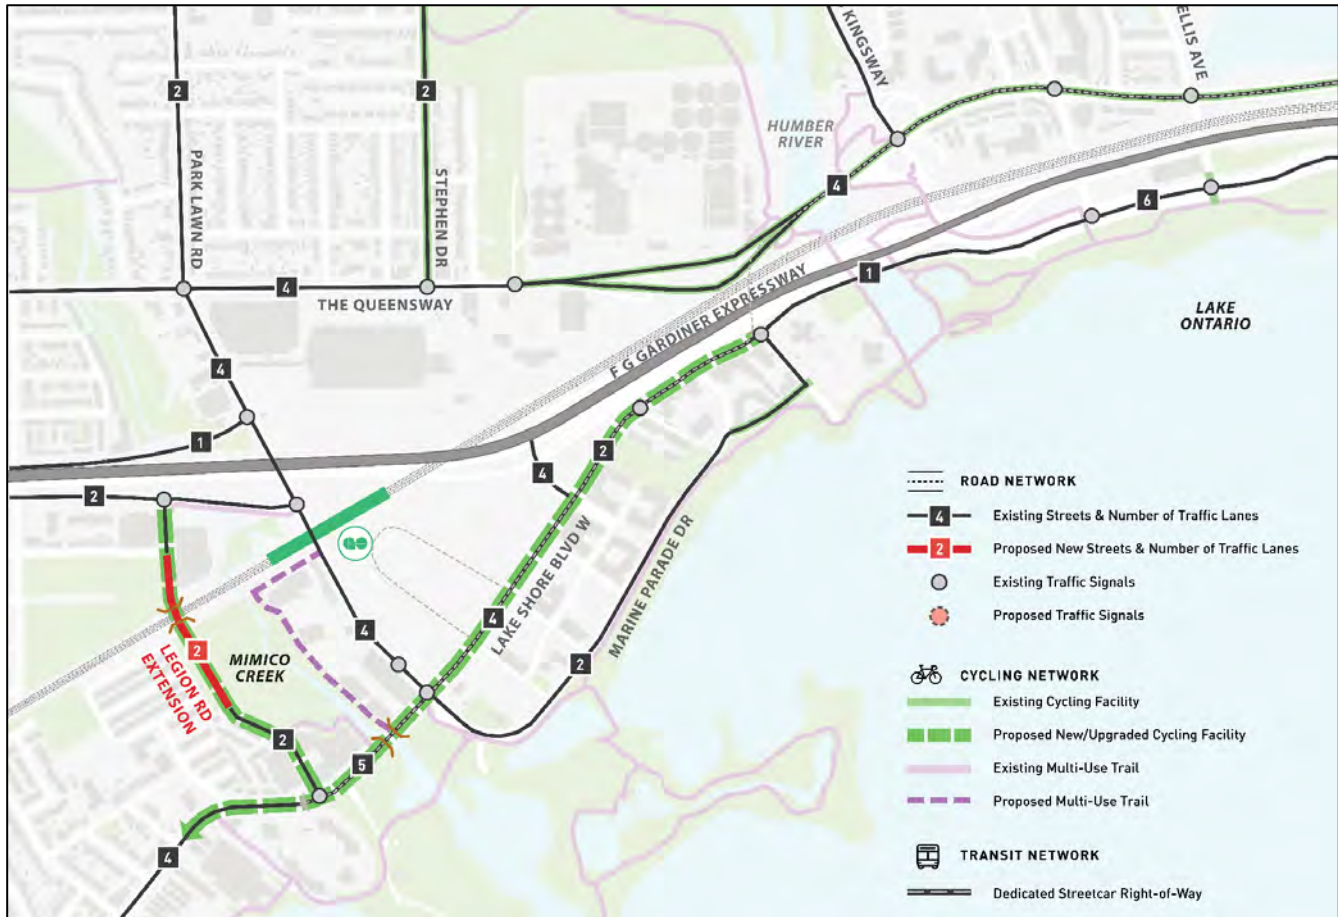 KINGSWAY
ELLIS AVE
2
2
HUMBER
RIVER
PARK LAWN RD
STEPHEN DR
4
6
4
THE QUEENSWAY
1
F G GARDINER EXPRESSWAY
LAKE
ONTARIO
4
1
2
4
2
GO
LAKE SHORE BLVD W
4
MARINE PARADE DR
4
2
MIMICO
CREEK
LEGION RD
EXTENSION
2
2
5
4
ROAD NETWORK
4 Existing Streets & Number of Traffic Lanes
2 Proposed New Streets & Number of Traffic Lanes
Existing Traffic Signals
Proposed Traffic Signals
CYCLING NETWORK
Existing Cycling Facility
Proposed New/Upgraded Cycling Facility
Existing Multi-Use Trail
Proposed Multi-Use Trail
TRANSIT NETWORK
Dedicated Streetcar Right-of-Way